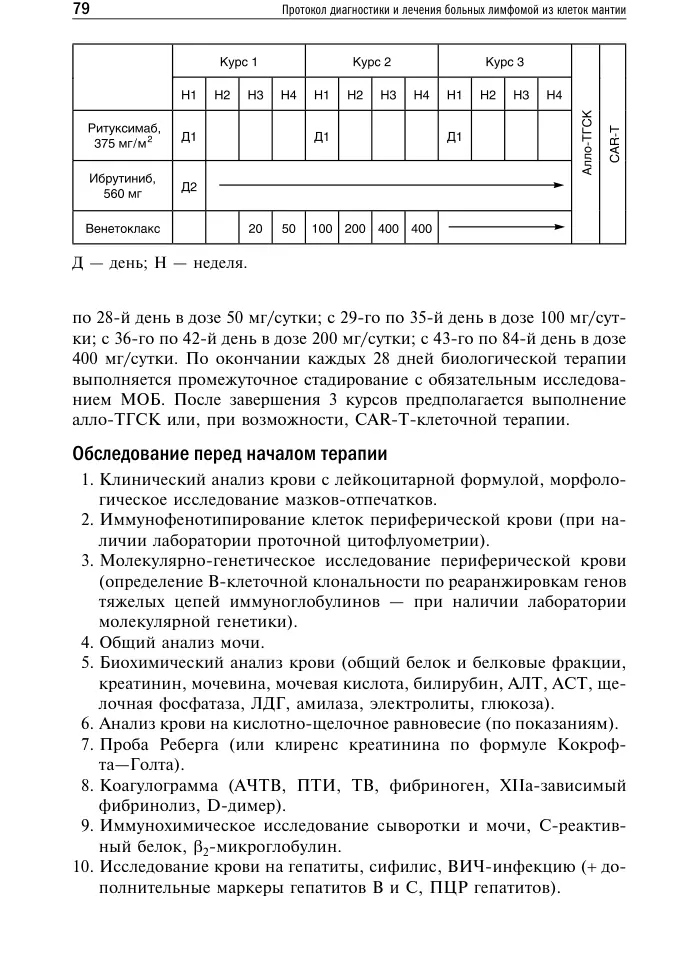 79
Протокол диагностики и лечения больных лимфомой из клеток мантии
Курс 1 Курс 2 Курс 3
Н1 Н2 Н3 Н4 Н1 Н2 Н3 Н4 Н1 Н2 Н3 Н4
Ритуксимаб,
375 мг/м2
Д1 Д1 Д1
Ибрутиниб,
560 мг
Д2
Венетоклакс 20 50 100 200 400 400
Алло-ТГСК
CAR-T
Д — день; Н — неделя.
по 28-й день в дозе 50 мг/сутки; с 29-го по 35-й день в дозе 100 мг/сут-
ки; с 36-го по 42-й день в дозе 200 мг/сутки; с 43-го по 84-й день в дозе
400 мг/сутки. По окончании каждых 28 дней биологической терапии
выполняется промежуточное стадирование с обязательным исследова-
нием МОБ. После завершения 3 курсов предполагается выполнение
алло-ТГСК или, при возможности, CAR-T-клеточной терапии.
Обследование перед началом терапии
1. Клинический анализ крови с лейкоцитарной формулой, морфоло-
гическое исследование мазков-отпечатков.
2. Иммунофенотипирование клеток периферической крови (при на-
личии лаборатории проточной цитофлуометрии).
3. Молекулярно-генетическое исследование периферической крови
(определение В-клеточной клональности по реаранжировкам генов
тяжелых цепей иммуноглобулинов — при наличии лаборатории
молекулярной генетики).
4. Общий анализ мочи.
5. Биохимический анализ крови (общий белок и белковые фракции,
креатинин, мочевина, мочевая кислота, билирубин, АЛТ, АСТ, ще-
лочная фосфатаза, ЛДГ, амилаза, электролиты, глюкоза).
6. Анализ крови на кислотно-щелочное равновесие (по показаниям).
7. Проба Реберга (или клиренс креатинина по формуле Кокроф-
та—Голта).
8. Коагулограмма (АЧТВ, ПТИ, ТВ, фибриноген, XIIа-зависимый
фибринолиз, D-димер).
9. Иммунохимическое исследование сыворотки и мочи, С-реактив-
ный белок, β2-микроглобулин.
10. Исследование крови на гепатиты, сифилис, ВИЧ-инфекцию (+ до-
полнительные маркеры гепатитов В и С, ПЦР гепатитов).